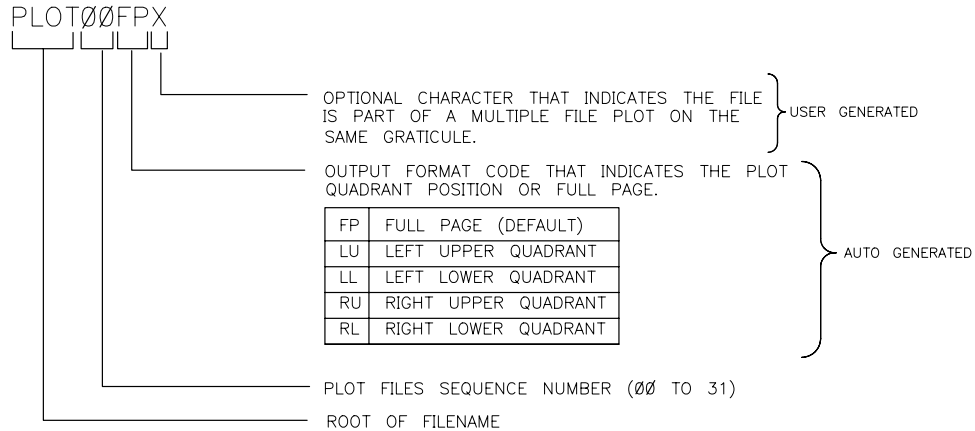 PLOTØØFPX
OPTIONAL CHARACTER THAT INDICATES THE FILE
IS PART OF A MULTIPLE FILE PLOT ON THE
SAME GRATICULE.
USER GENERATED
OUTPUT FORMAT CODE THAT INDICATES THE PLOT
QUADRANT POSITION OR FULL PAGE.
FP FULL PAGE (DEFAULT)
LU LEFT UPPER QUADRANT
LL LEFT LOWER QUADRANT
RU RIGHT UPPER QUADRANT
RL RIGHT LOWER QUADRANT
AUTO GENERATED
PLOT FILES SEQUENCE NUMBER (ØØ TO 31)
ROOT OF FILENAME